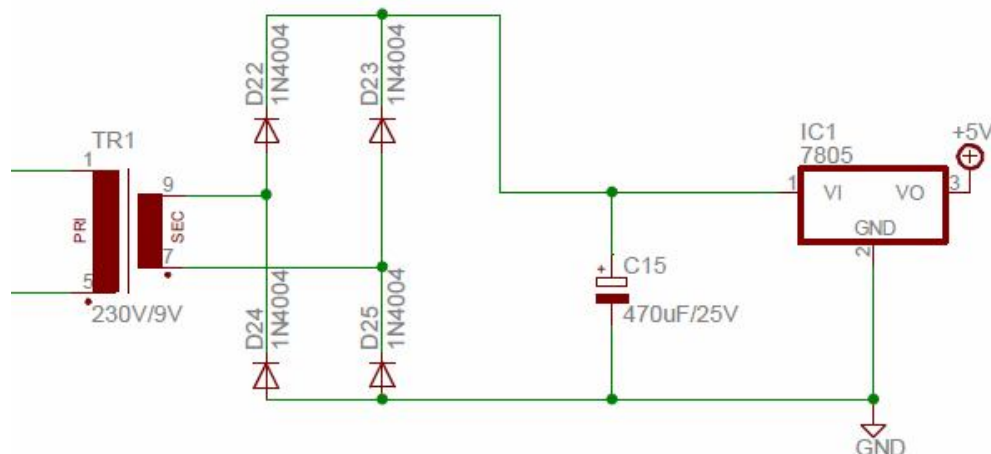 D22
1N4004
D23
1N4004
TR1
1
9
PRI
SEC
5
7
230V/9V
D24
1N4004
D25
1N4004
C15
+
470uF/25V
IC1
7805
+5V
1
VI
VO
3
GND
2
GND